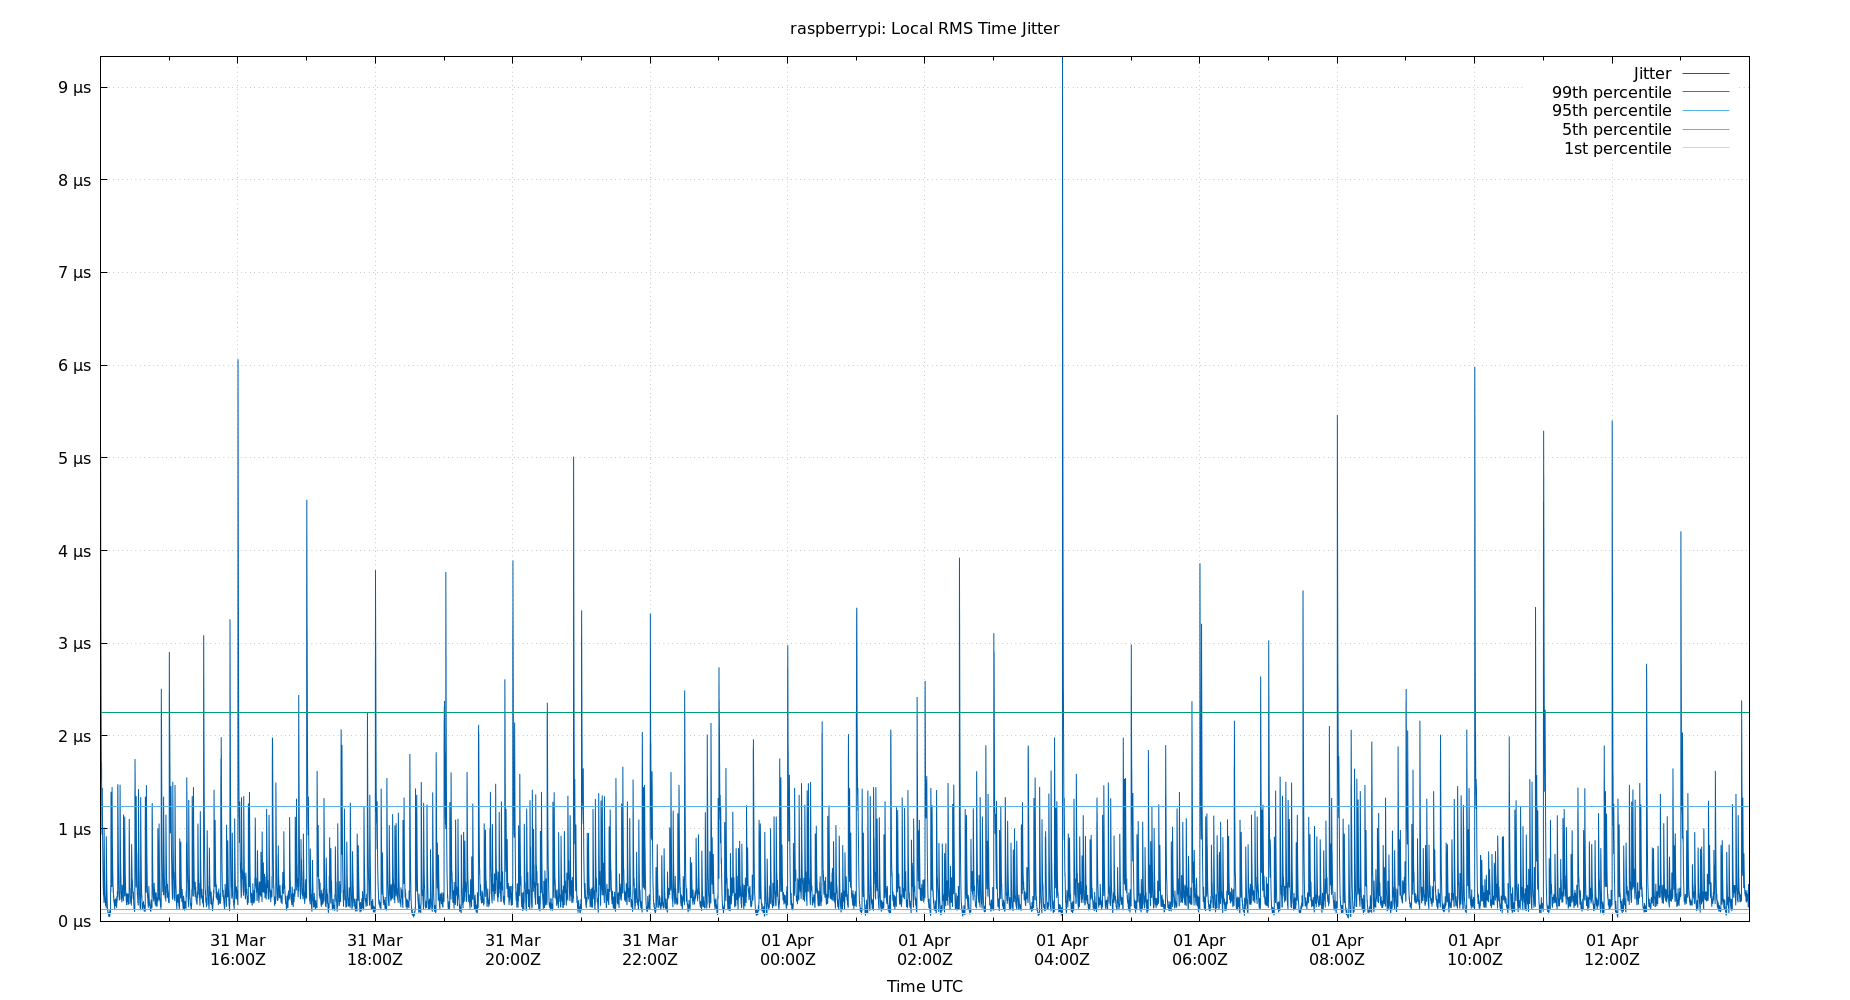 raspberrypi: Local RMS Time Jitter
Jitter
99th percentile
95th percentile
5th percentile
1st percentile
9 µs
8 µs
7 µs
6 µs
5 µs
4 µs
3 µs
2 µs
1 µs
0 µs
31 Mar 31 Mar 31 Mar 31 Mar 01 Apr 01 Apr 01 Apr 01 Apr 01 Apr 01 Apr 01 Apr
16:00Z 18:00Z 20:00Z 22:00Z 00:00Z 02:00Z 04:00Z 06:00Z 08:00Z 10:00Z 12:00Z
Time UTC